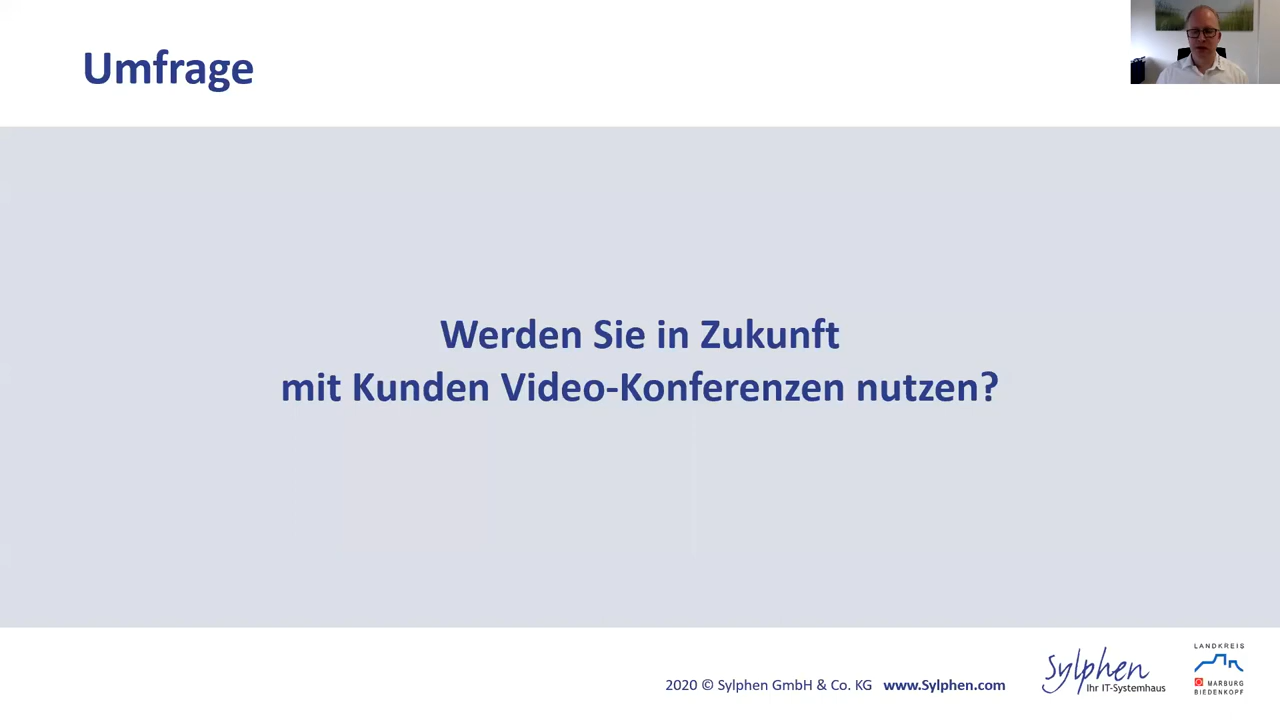 Umfrage
Werden Sie in Zukunft
mit Kunden Video-Konferenzen nutzen?
2020 © Sylphen GmbH & Co. KG www.Sylphen.com
Sylphen
Ihr IT-Systemhaus
LANDKREIS
MARBURG
BIEDENKOPF